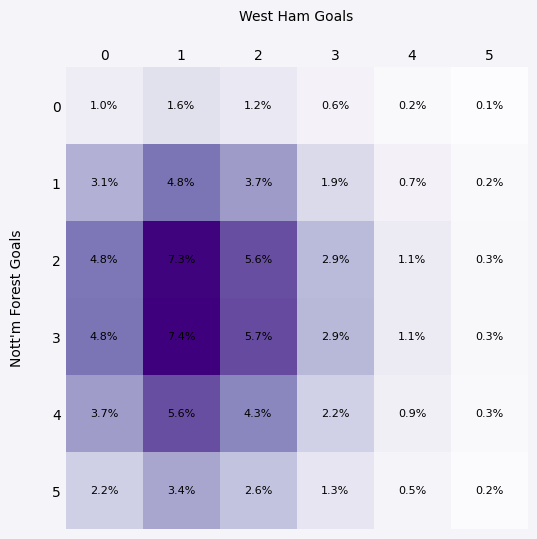 West Ham Goals
0 1 2 3 4 5
0 1.0% 1.6% 1.2% 0.6% 0.2% 0.1%
1 3.1% 4.8% 3.7% 1.9% 0.7% 0.2%
2 4.8% 7.3% 5.6% 2.9% 1.1% 0.3%
3 4.8% 7.4% 5.7% 2.9% 1.1% 0.3%
4 3.7% 5.6% 4.3% 2.2% 0.9% 0.3%
5 2.2% 3.4% 2.6% 1.3% 0.5% 0.2%
Nott'm Forest Goals